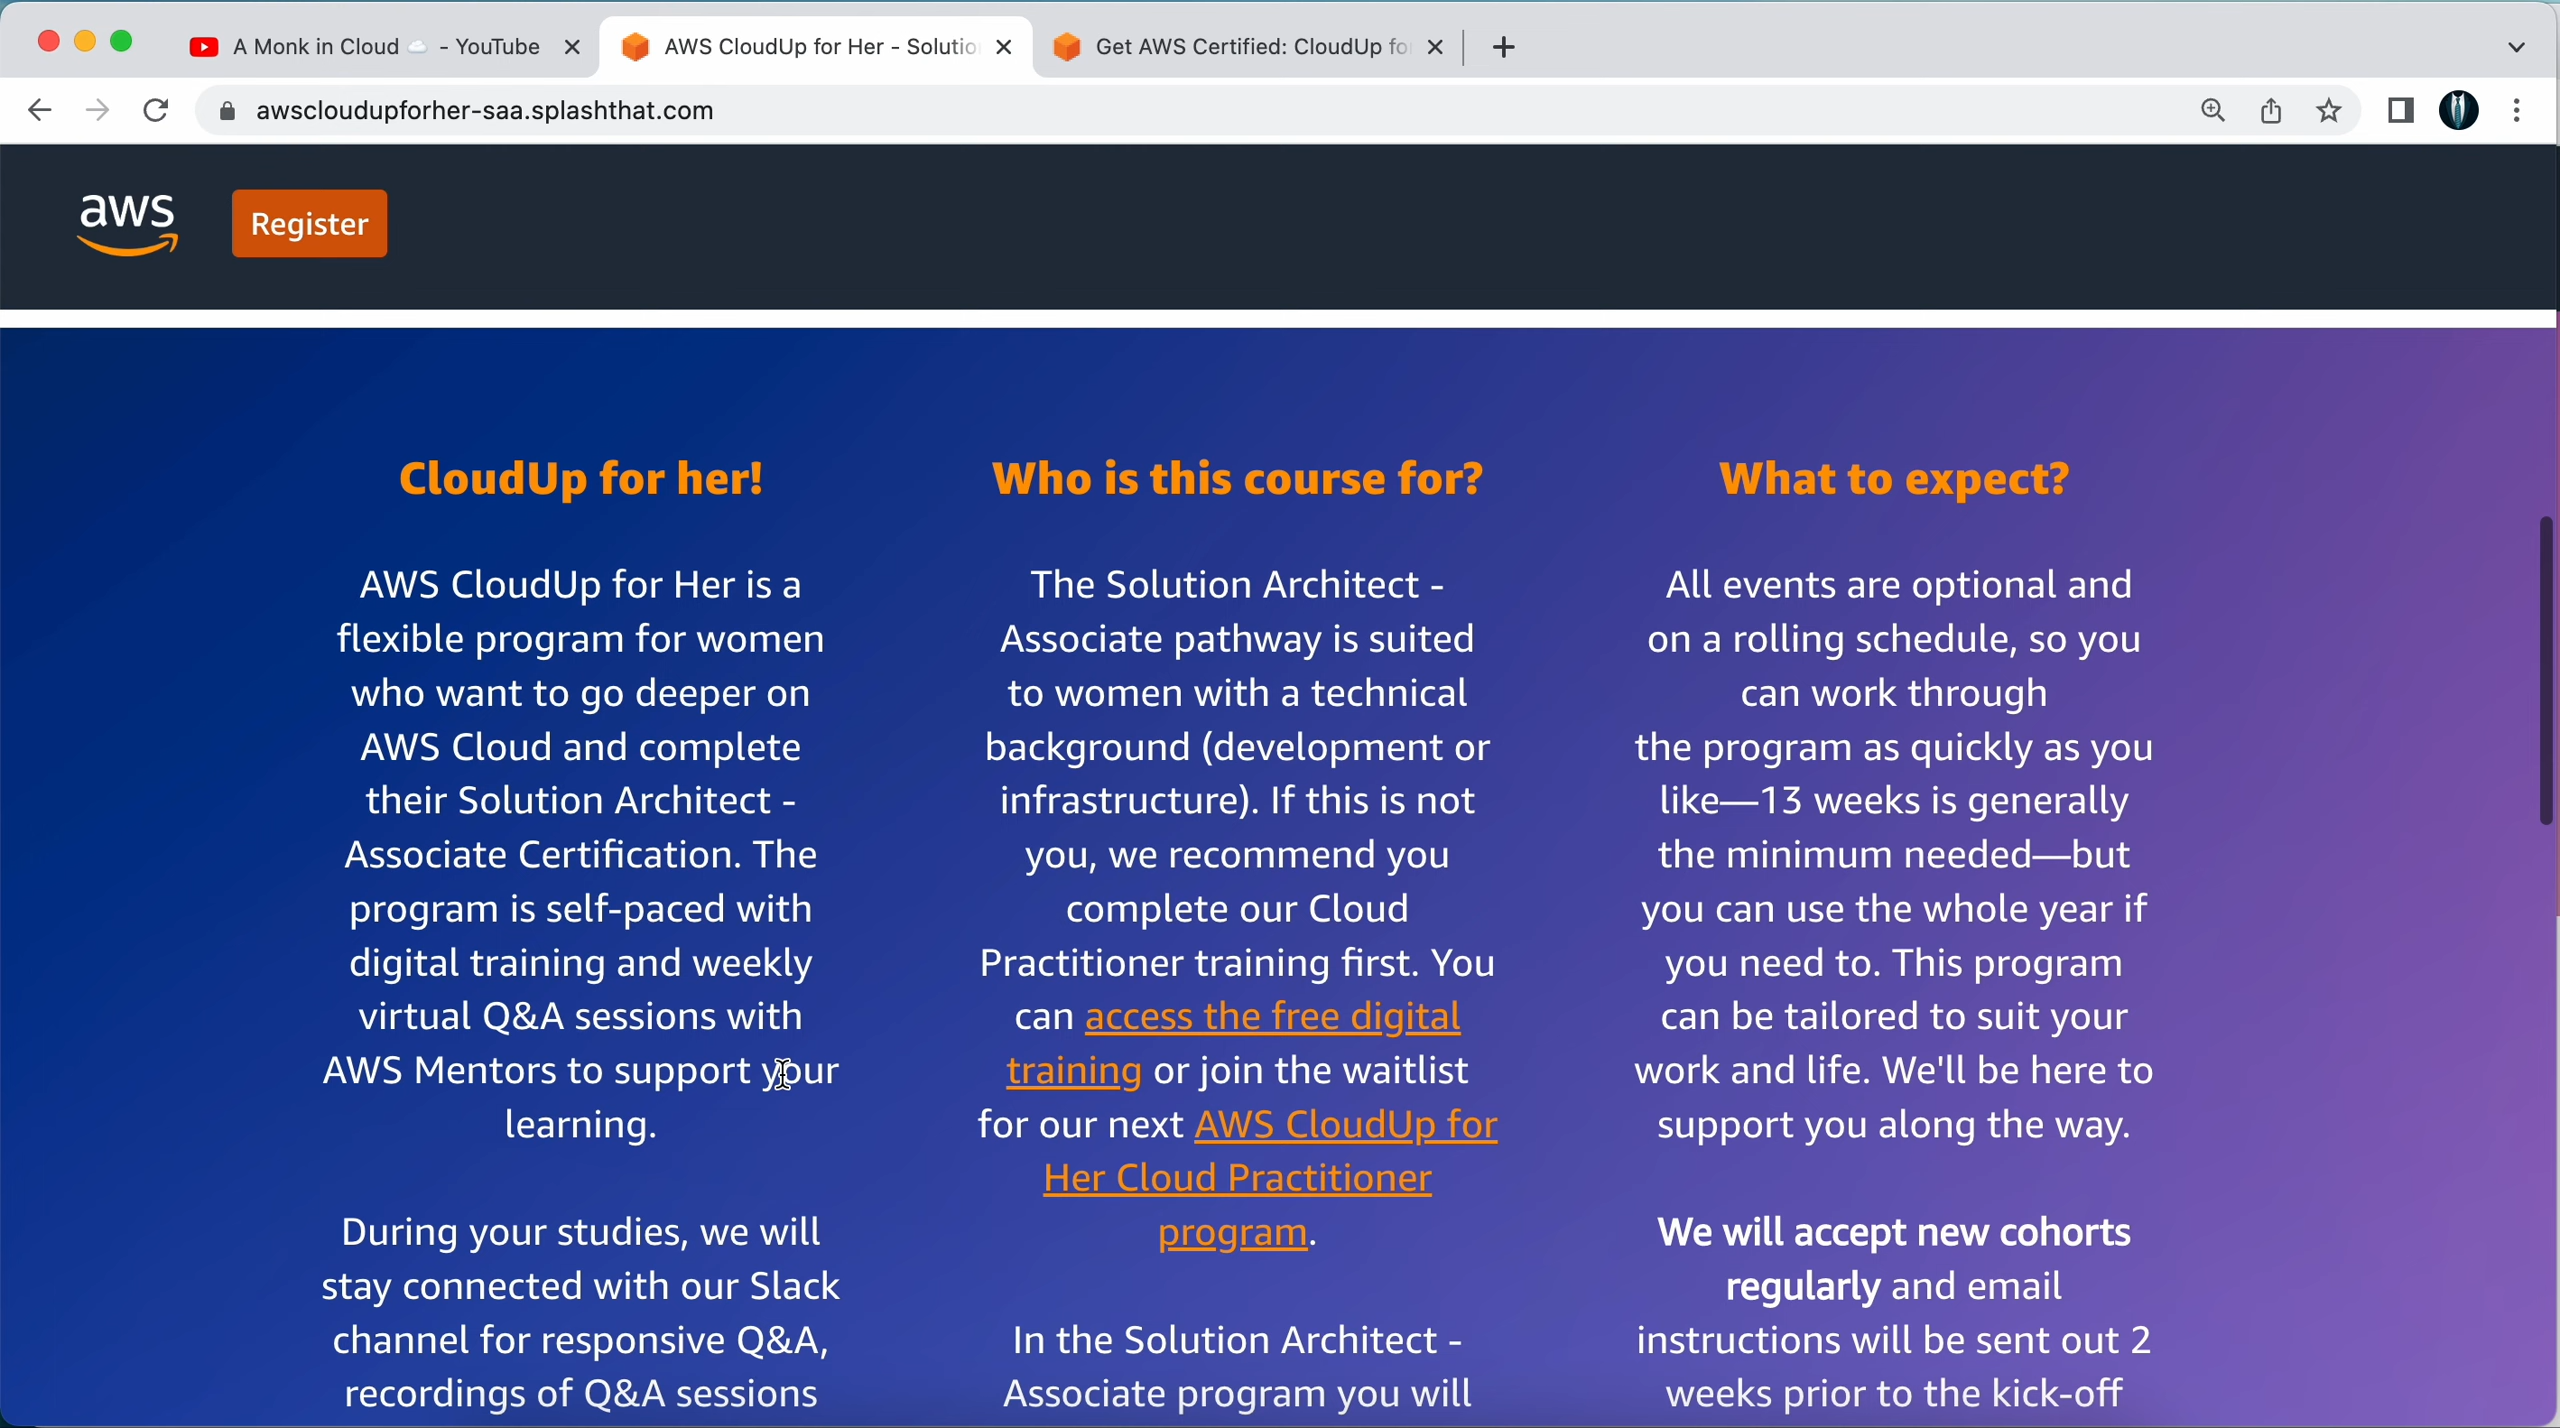 A Monk in Cloud ☁️ - YouTube
AWS CloudUp for Her - Solutio
Get AWS Certified: CloudUp fo
awscloudupforher-saa.splashthat.com
aws
Register
CloudUp for her!
AWS CloudUp for Her is a
flexible program for women
who want to go deeper on
AWS Cloud and complete
their Solution Architect -
Associate Certification. The
program is self-paced with
digital training and weekly
virtual Q&A sessions with
AWS Mentors to support your
learning.
During your studies, we will
stay connected with our Slack
channel for responsive Q&A,
recordings of Q&A sessions
Who is this course for?
The Solution Architect -
Associate pathway is suited
to women with a technical
background (development or
infrastructure). If this is not
you, we recommend you
complete our Cloud
Practitioner training first. You
can access the free digital
training or join the waitlist
for our next AWS CloudUp for
Her Cloud Practitioner
program.
In the Solution Architect -
Associate program you will
What to expect?
All events are optional and
on a rolling schedule, so you
can work through
the program as quickly as you
like—13 weeks is generally
the minimum needed—but
you can use the whole year if
you need to. This program
can be tailored to suit your
work and life. We'll be here to
support you along the way.
We will accept new cohorts
regularly and email
instructions will be sent out 2
weeks prior to the kick-off